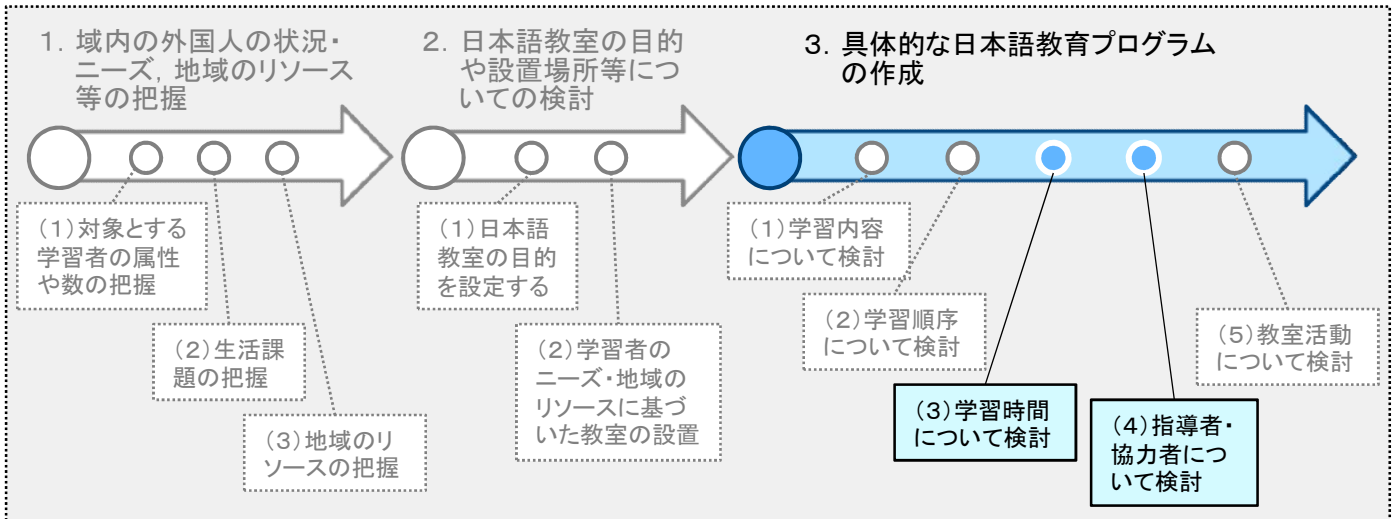 1．域内の外国人の状況・
ニーズ，地域のリソース
等の把握
2．日本語教室の目的
や設置場所等につ
いての検討
3．具体的な日本語教育プログラム
の作成
（1）対象とする
学習者の属性
や数の把握
（2）生活課
題の把握
（3）地域のリ
ソースの把握
（1）日本語
教室の目的
を設定する
（2）学習者の
ニーズ・地域の
リソースに基づ
いた教室の設置
（1）学習内容
について検討
（2）学習順序
について検討
（3）学習時間
について検討
（4）指導者・
協力者につ
いて検討
（5）教室活動
について検討